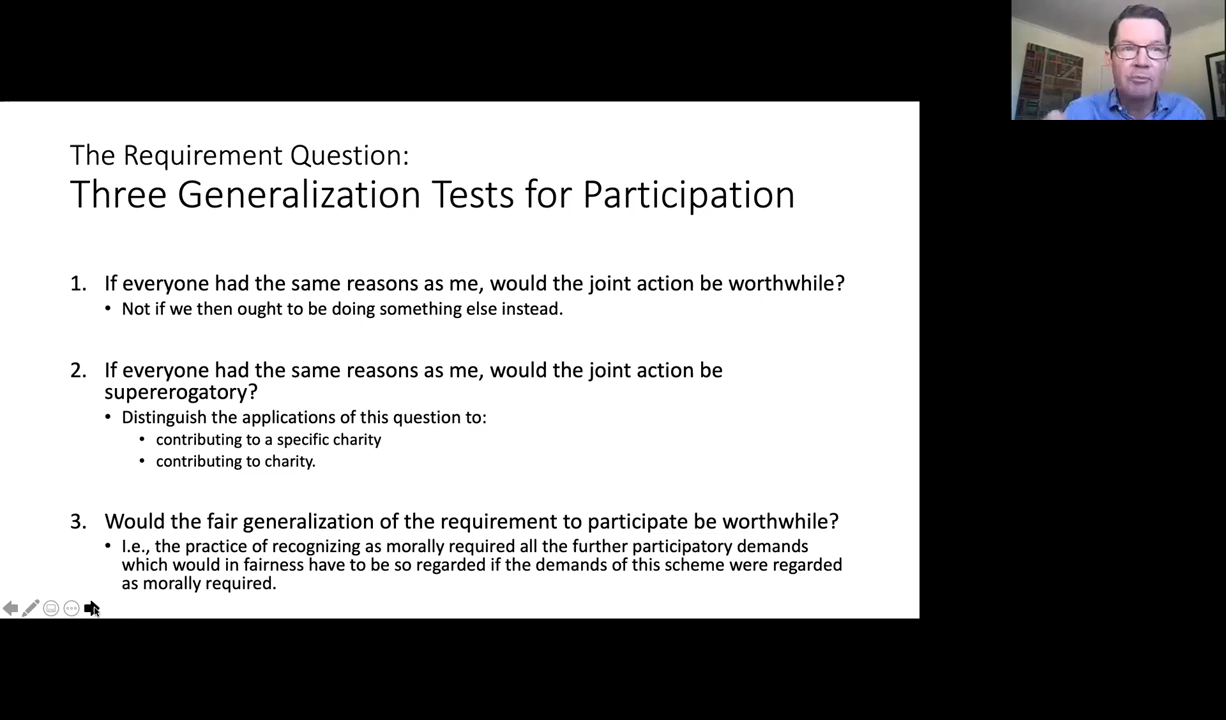 The Requirement Question:
Three Generalization Tests for Participation
1. If everyone had the same reasons as me, would the joint action be worthwhile?
• Not if we then ought to be doing something else instead.
2. If everyone had the same reasons as me, would the joint action be
supererogatory?
• Distinguish the applications of this question to:
• contributing to a specific charity
• contributing to charity.
3. Would the fair generalization of the requirement to participate be worthwhile?
• I.e., the practice of recognizing as morally required all the further participatory demands
which would in fairness have to be so regarded if the demands of this scheme were regarded
as morally required.